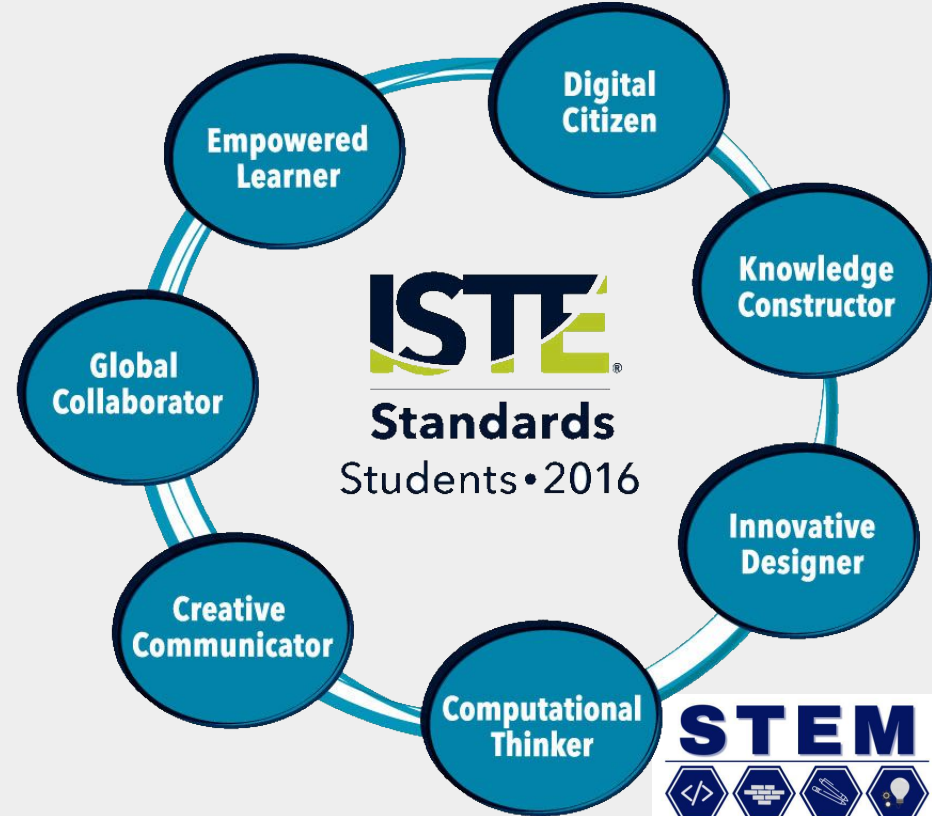 Digital
Citizen
Empowered
Learner
Knowledge
Constructor
ISTE®
Global
Collaborator
Standards
Students•2016
Innovative
Designer
Creative
Communicator
Computational
Thinker
STEM
</>